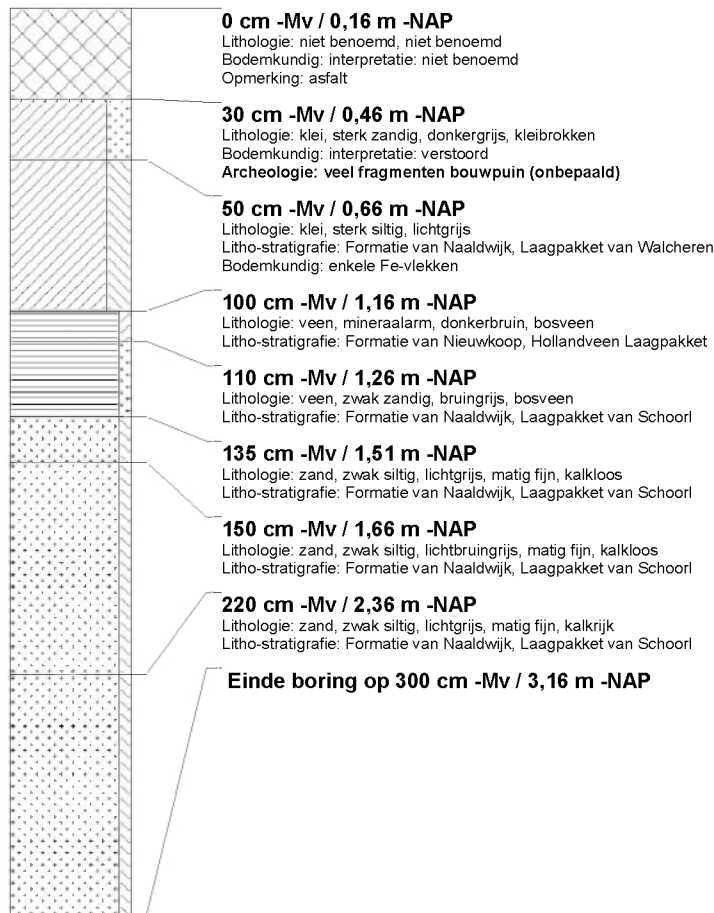 0 cm -Mv / 0,16 m -NAP
Lithologie: niet benoemd, niet benoemd
Bodemkundig: interpretatie: niet benoemd
Opmerking: asfalt
30 cm -Mv / 0,46 m -NAP
Lithologie: klei, sterk zandig, donkergrijs, kleibrokken
Bodemkundig: interpretatie: verstoord
Archeologie: veel fragmenten bouwpuin (onbepaald)
50 cm -Mv / 0,66 m -NAP
Lithologie: klei, sterk siltig, lichtgrijs
Litho-stratigrafie: Formatie van Naaldwijk, Laagpakket van Walcheren
Bodemkundig: enkele Fe-vlekken
100 cm -Mv / 1,16 m -NAP
Lithologie: veen, mineraalarm, donkerbruin, bosveen
Litho-stratigrafie: Formatie van Nieuwkoop, Hollandveen Laagpakket
110 cm -Mv / 1,26 m -NAP
Lithologie: veen, zwak zandig, bruingrijs, bosveen
Litho-stratigrafie: Formatie van Naaldwijk, Laagpakket van Schoorl
135 cm -Mv / 1,51 m -NAP
Lithologie: zand, zwak siltig, lichtgrijs, matig fijn, kalkloos
Litho-stratigrafie: Formatie van Naaldwijk, Laagpakket van Schoorl
150 cm -Mv / 1,66 m -NAP
Lithologie: zand, zwak siltig, lichtbruingrijs, matig fijn, kalkloos
Litho-stratigrafie: Formatie van Naaldwijk, Laagpakket van Schoorl
220 cm -Mv / 2,36 m -NAP
Lithologie: zand, zwak siltig, lichtgrijs, matig fijn, kalkrijk
Litho-stratigrafie: Formatie van Naaldwijk, Laagpakket van Schoorl
Einde boring op 300 cm -Mv / 3,16 m -NAP